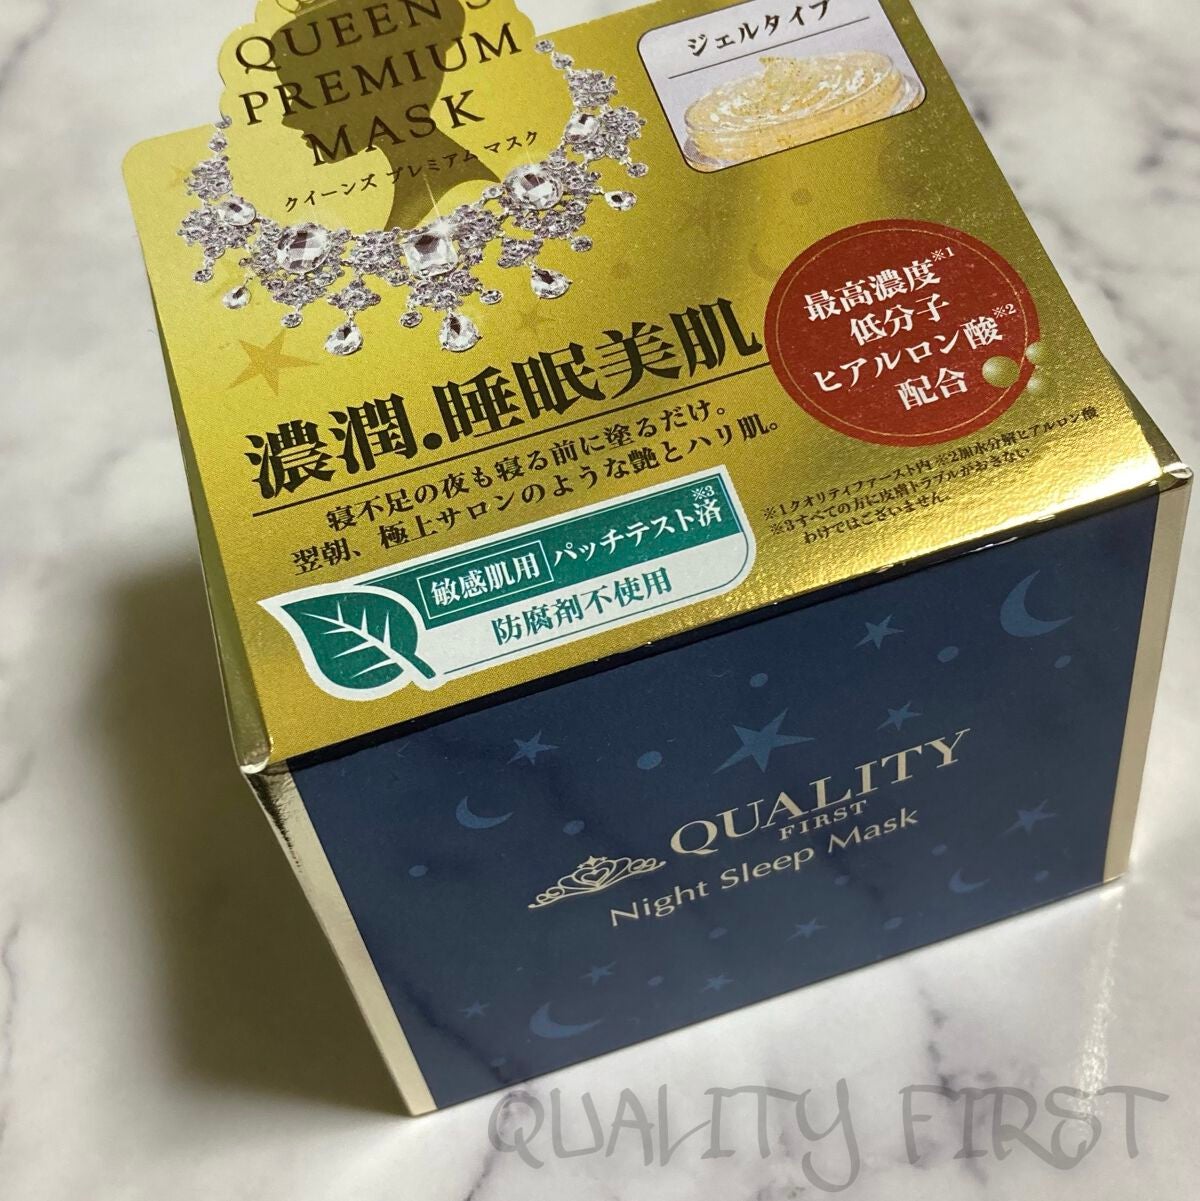 QUEEN'S
PREMIUM
MASK
クイーンズ プレミアム マスク
ジェルタイプ
最高濃度※1
低分子
ヒアルロン酸※2
配合
濃潤.睡眠美肌
寝不足の夜も寝る前に塗るだけ。
翌朝、極上サロンのような艶とハリ肌。
※1クオリティファースト内 ※2加水分解ヒアルロン酸
※3すべての方に皮膚トラブルがおきない
わけではございません。
敏感肌用 パッチテスト済※3
防腐剤不使用
QUALITY
FIRST
Night Sleep Mask
QUALITY FIRST